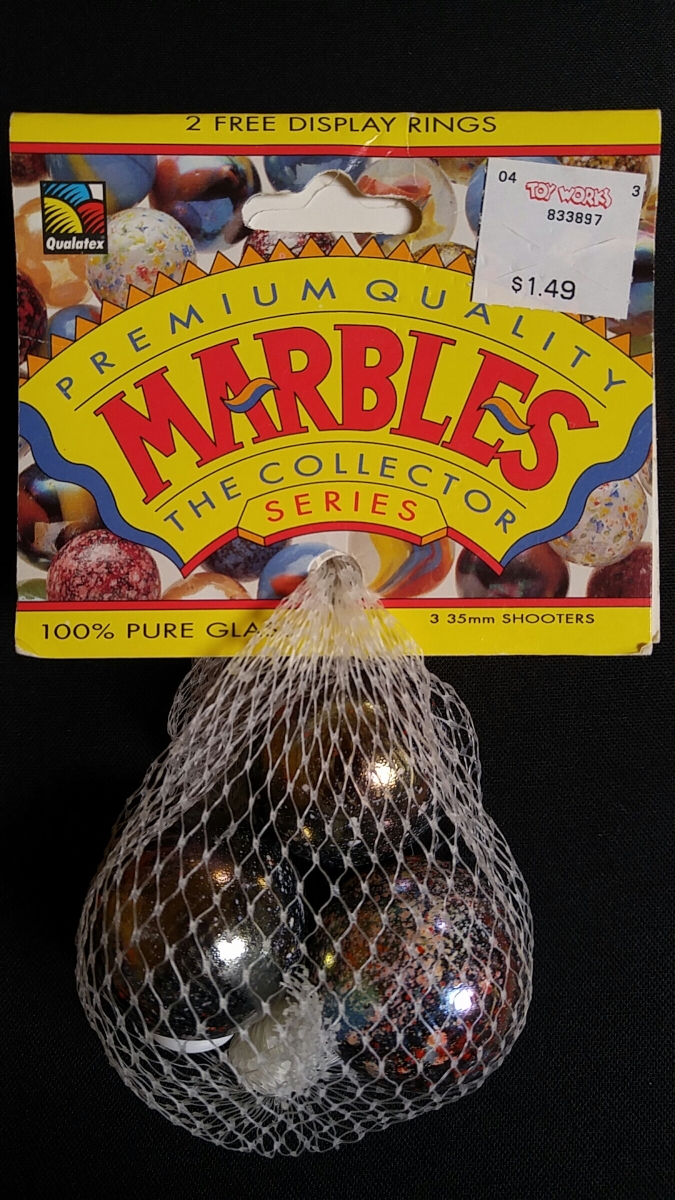 2 FREE DISPLAY RINGS
04 TOY WORKS 3
833897
$1.49
Qualatex
PREMIUM QUALITY
MARBLES
THE COLLECTOR
SERIES
100% PURE GLA
3 35mm SHOOTERS